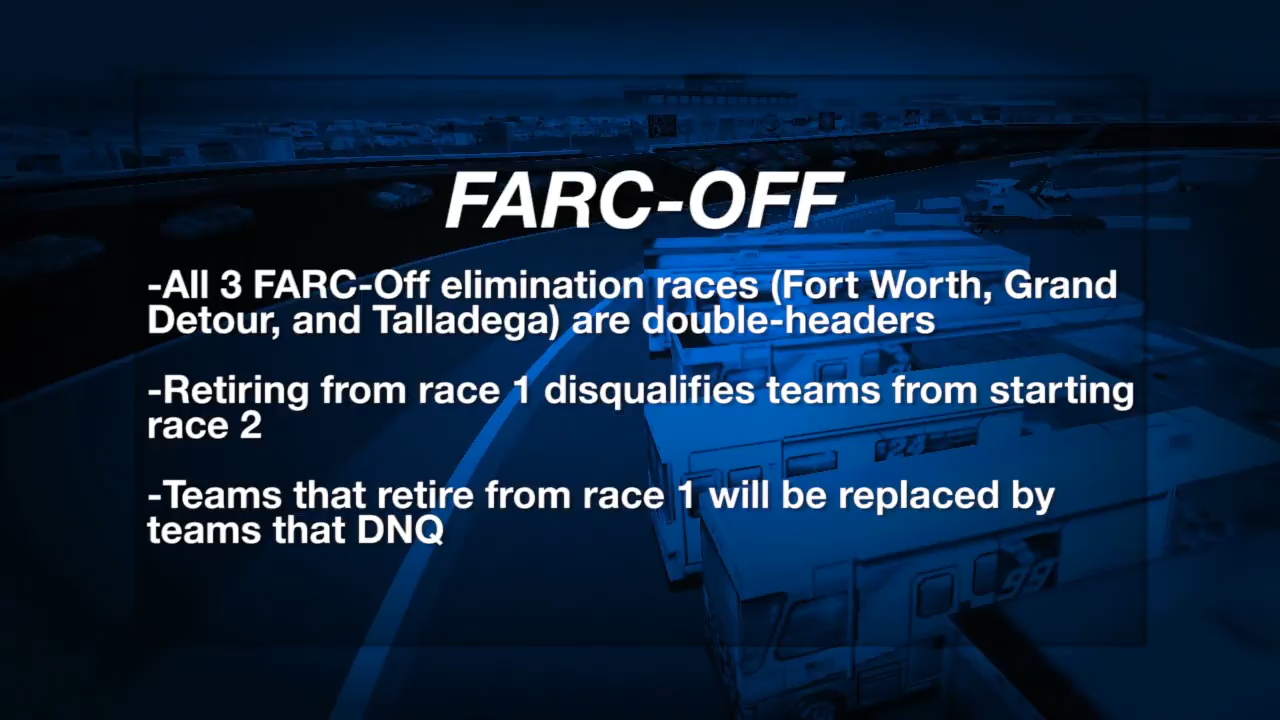 FARC-OFF
-All 3 FARC-Off elimination races (Fort Worth, Grand
Detour, and Talladega) are double-headers
-Retiring from race 1 disqualifies teams from starting
race 2
-Teams that retire from race 1 will be replaced by
teams that DNQ
24
99